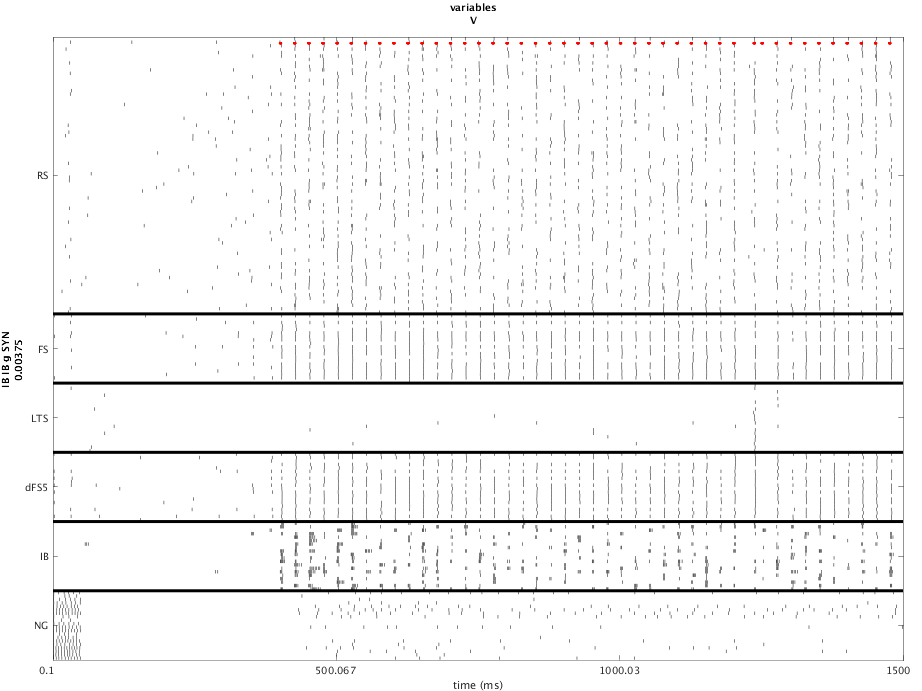 variables
V
RS
FS
LTS
dFS5
IB
NG
IB IB g SYN
0.00375
0.1
500.067
1000.03
1500
time (ms)